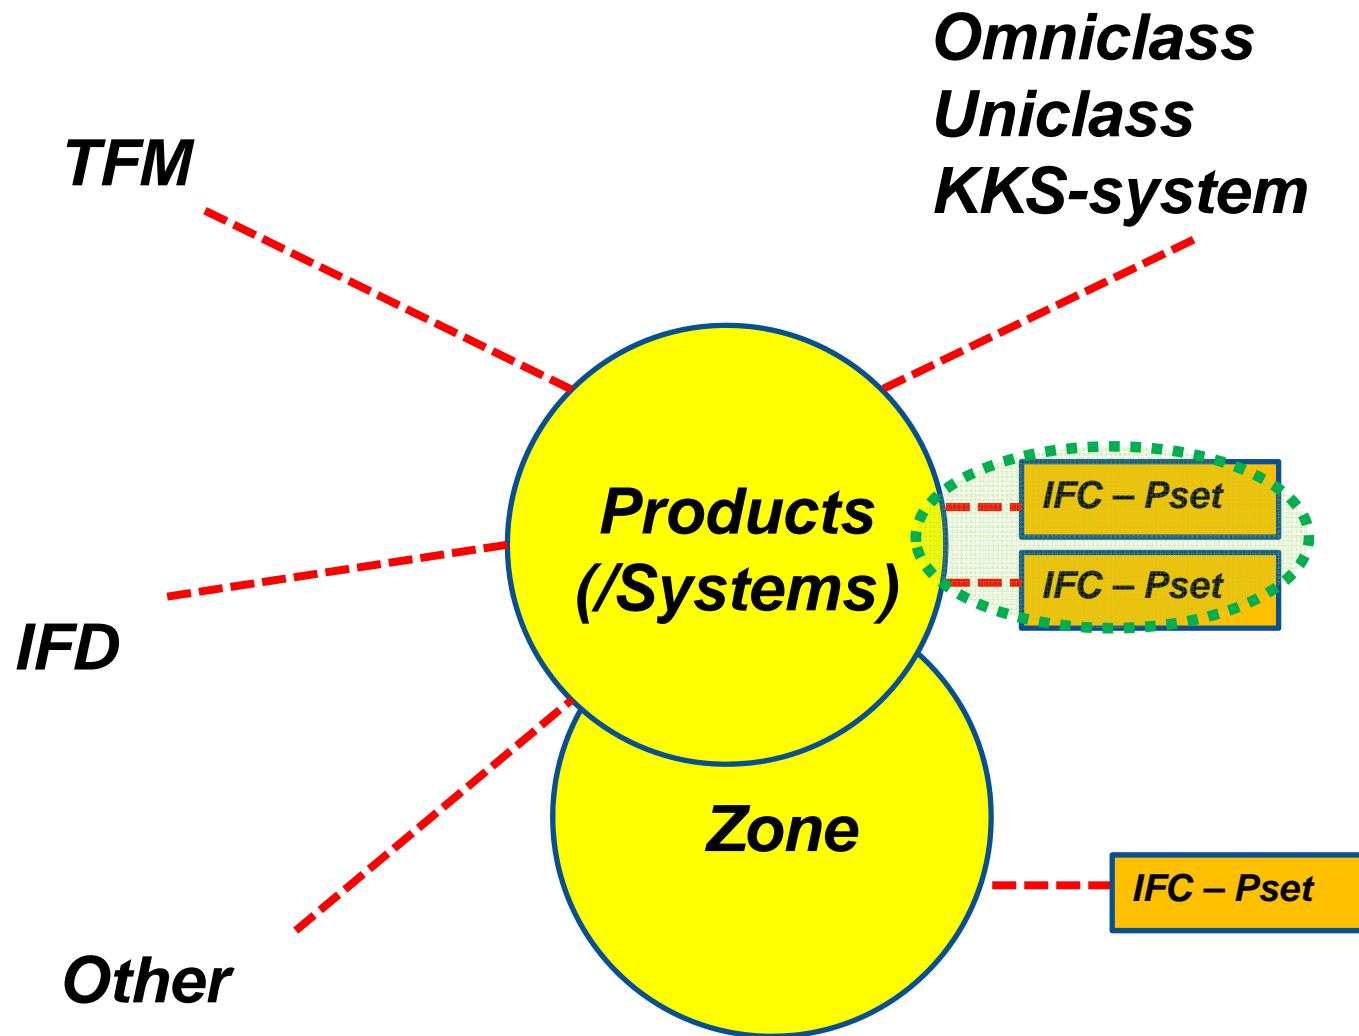 Omniclass
Uniclass
KKS-system
TFM
Products
(/Systems)
IFC – Pset
IFC – Pset
IFD
Zone
IFC – Pset
Other